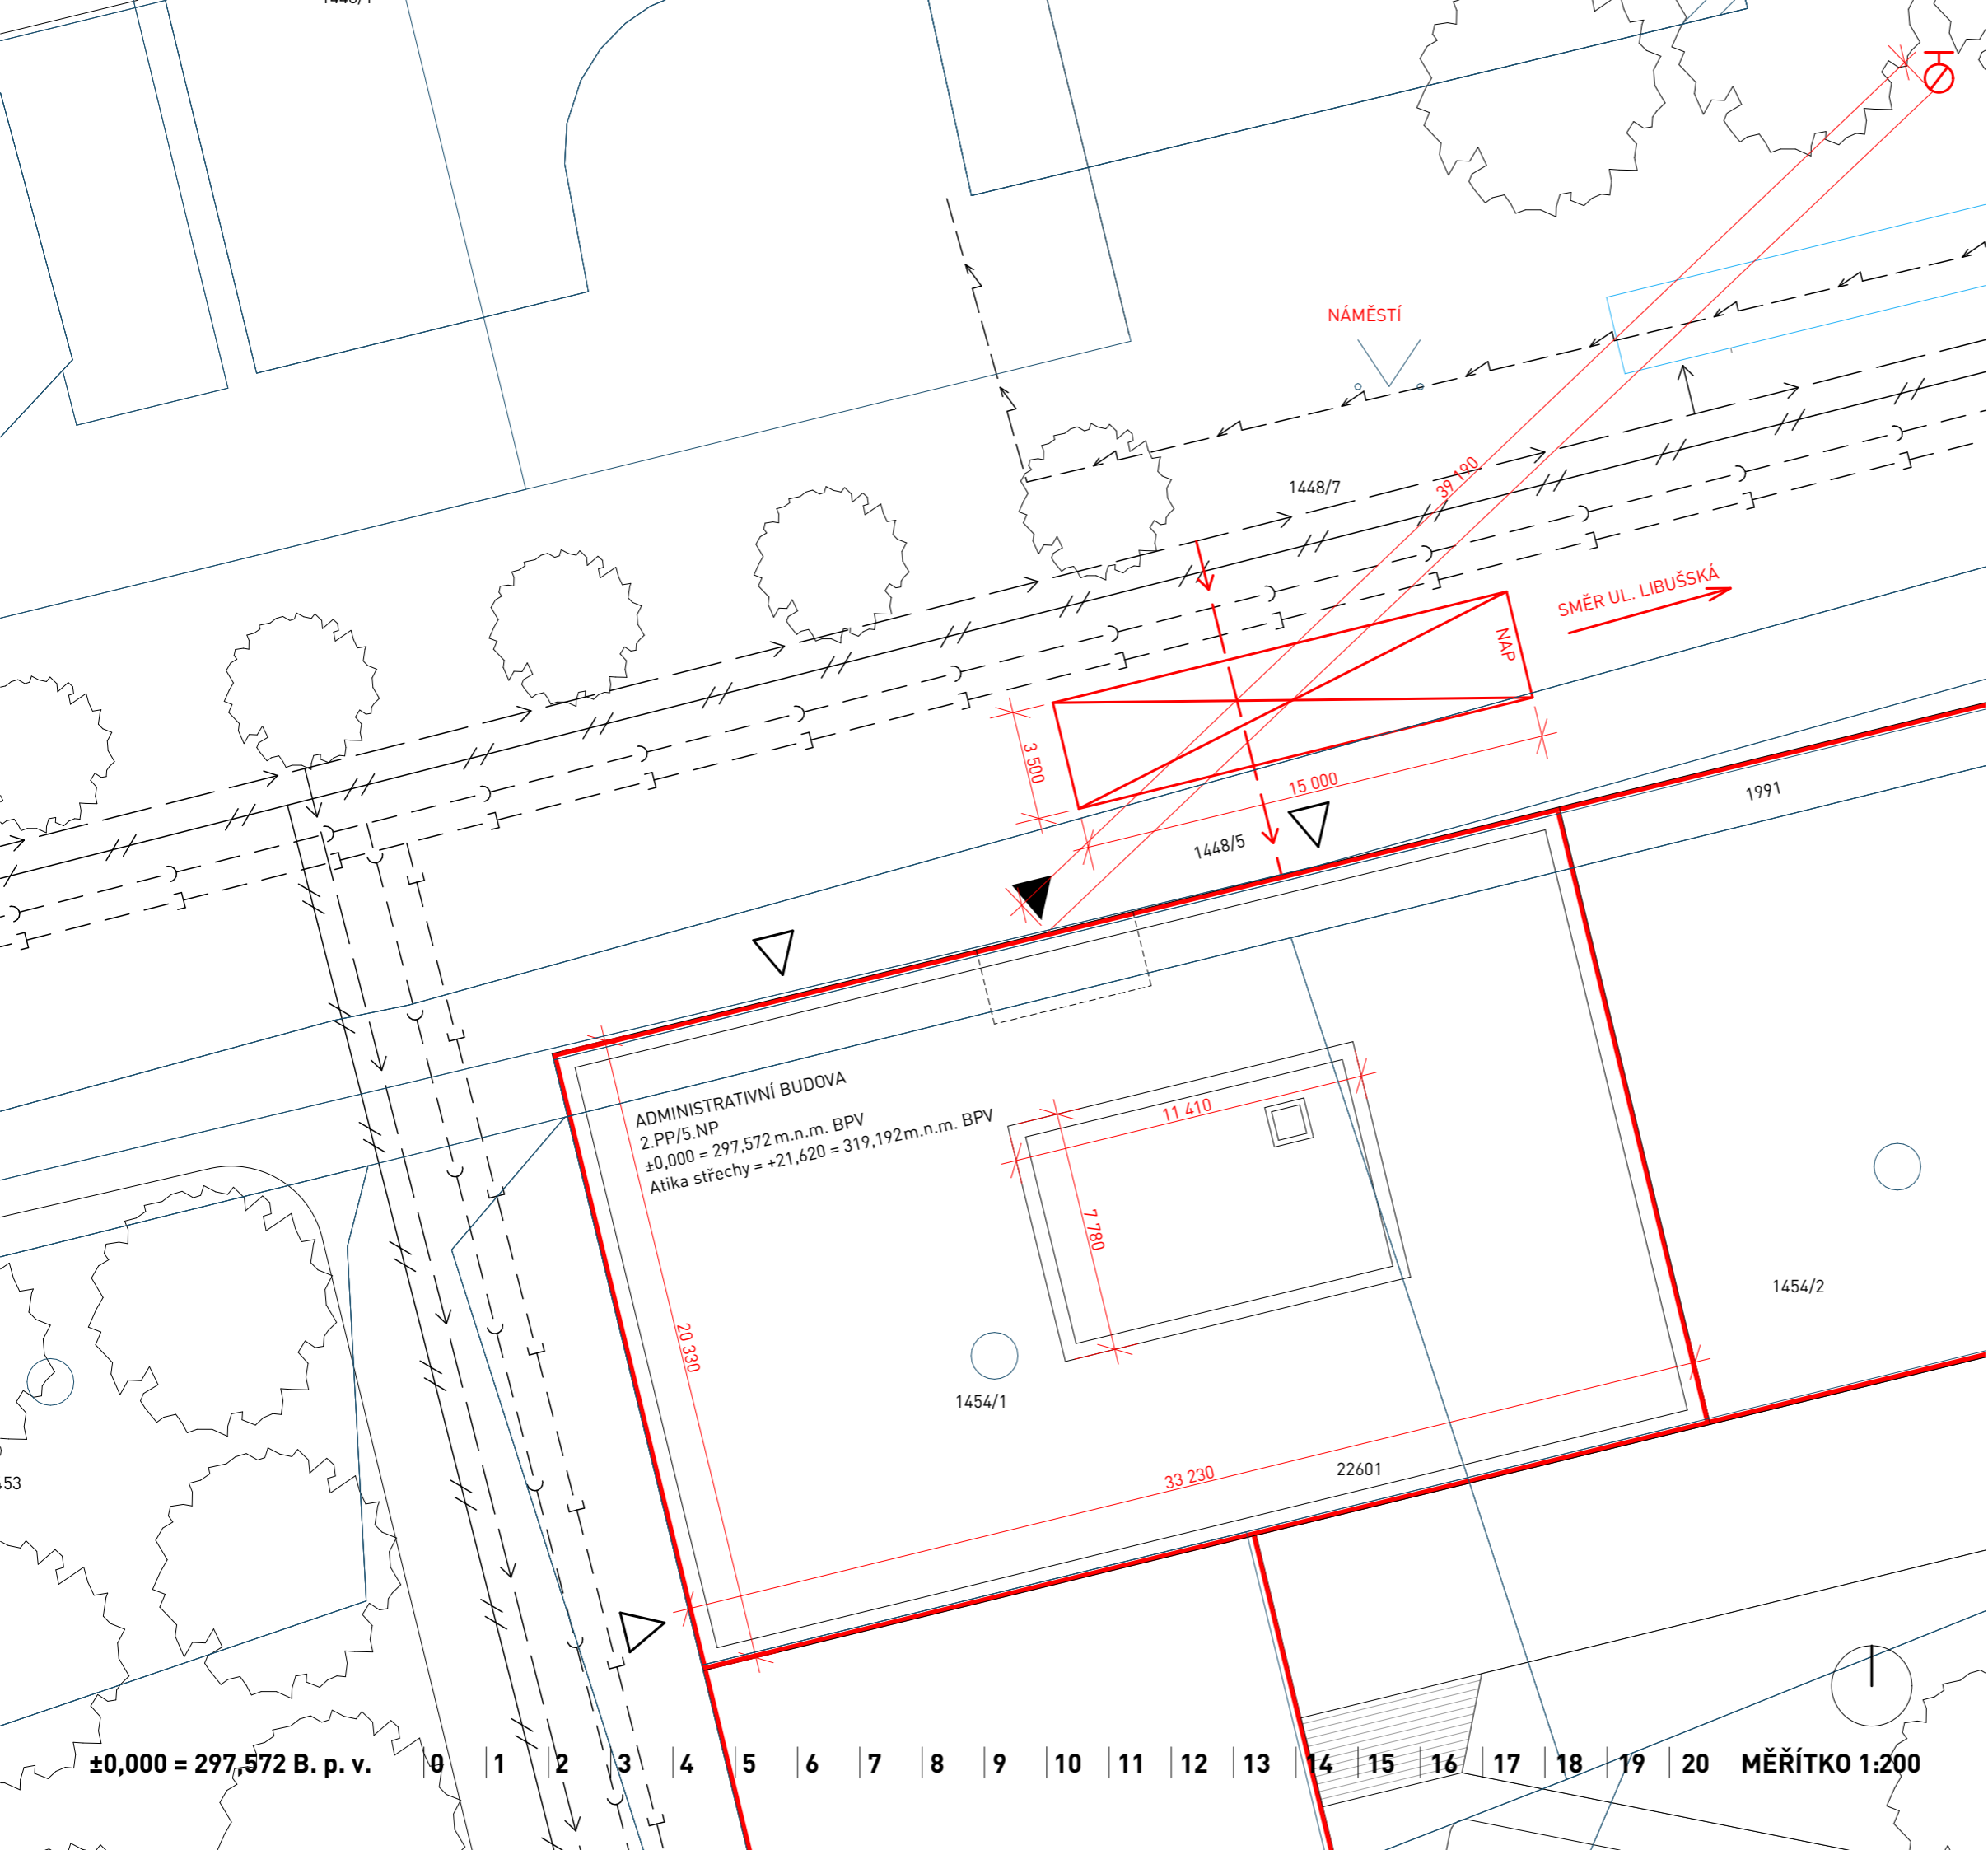 NÁMĚSTÍ
39 190
1448/7
SMĚR UL. LIBUŠSKÁ
NAP
3 500
15 000
1991
1448/5
ADMINISTRATIVNÍ BUDOVA
2.PP/5.NP
±0,000 = 297,572 m.n.m. BPV
Atika střechy = +21,620 = 319,192m.n.m. BPV
11 410
7 780
20 330
1454/2
1454/1
33 230
22601
±0,000 = 297,572 B. p. v. 0 1 2 3 4 5 6 7 8 9 10 11 12 13 14 15 16 17 18 19 20 MĚŘÍTKO 1:200